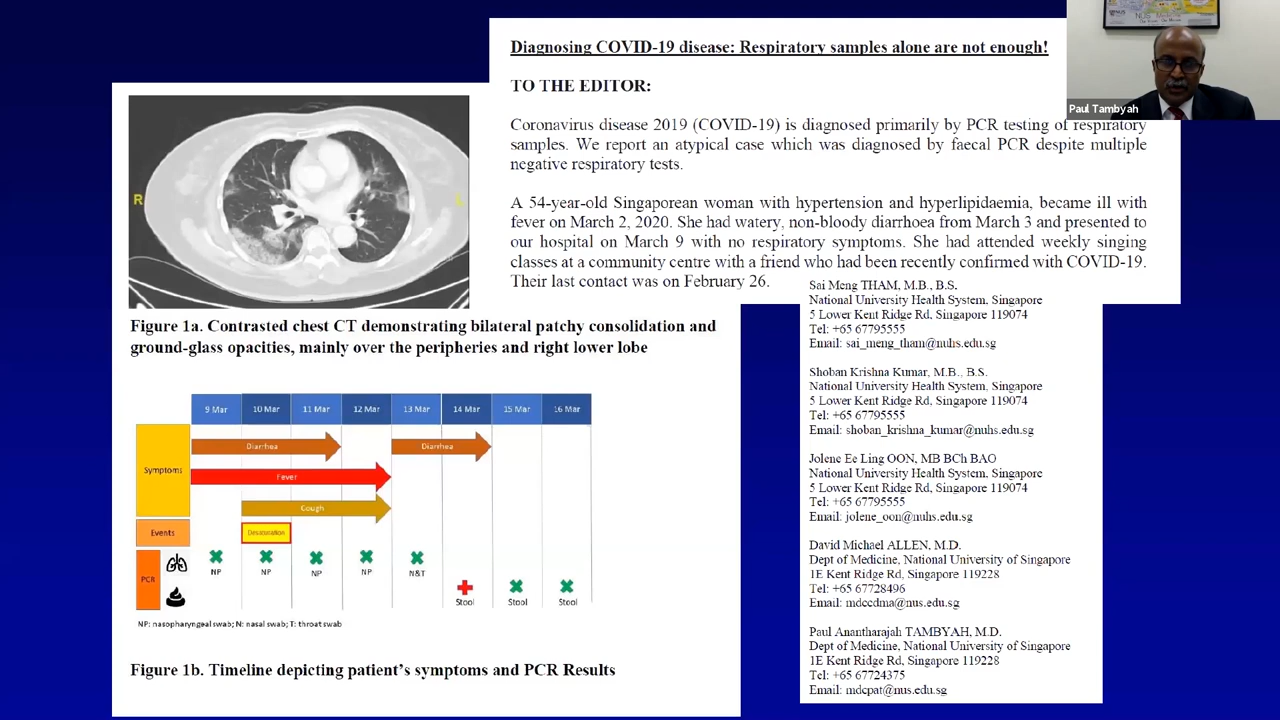 NUS Medicine
Paul Tambyah
Diagnosing COVID-19 disease: Respiratory samples alone are not enough!
TO THE EDITOR:
Coronavirus disease 2019 (COVID-19) is diagnosed primarily by PCR testing of respiratory
samples. We report an atypical case which was diagnosed by faecal PCR despite multiple
negative respiratory tests.
A 54-year-old Singaporean woman with hypertension and hyperlipidaemia, became ill with
fever on March 2, 2020. She had watery, non-bloody diarrhoea from March 3 and presented to
our hospital on March 9 with no respiratory symptoms. She had attended weekly singing
classes at a community centre with a friend who had been recently confirmed with COVID-19.
Their last contact was on February 26.
R
L
Figure 1a. Contrasted chest CT demonstrating bilateral patchy consolidation and
ground-glass opacities, mainly over the peripheries and right lower lobe
9 Mar 10 Mar 11 Mar 12 Mar 13 Mar 14 Mar 15 Mar 16 Mar
Symptoms
Diarrhea Diarrhea
Fever
Cough
Events Desaturation
PCR
NP NP NP NP N&T
Stool Stool Stool
NP: nasopharyngeal swab; N: nasal swab; T: throat swab
Figure 1b. Timeline depicting patient's symptoms and PCR Results
Sai Meng THAM, M.B., B.S.
National University Health System, Singapore
5 Lower Kent Ridge Rd, Singapore 119074
Tel: +65 67795555
Email: sai_meng_tham@nuhs.edu.sg
Shoban Krishna Kumar, M.B., B.S.
National University Health System, Singapore
5 Lower Kent Ridge Rd, Singapore 119074
Tel: +65 67795555
Email: shoban_krishna_kumar@nuhs.edu.sg
Jolene Ee Ling OON, MB BCh BAO
National University Health System, Singapore
5 Lower Kent Ridge Rd, Singapore 119074
Tel: +65 67795555
Email: jolene_oon@nuhs.edu.sg
David Michael ALLEN, M.D.
Dept of Medicine, National University of Singapore
1E Kent Ridge Rd, Singapore 119228
Tel: +65 67728496
Email: mdcdma@nus.edu.sg
Paul Anantharajah TAMBYAH, M.D.
Dept of Medicine, National University of Singapore
1E Kent Ridge Rd, Singapore 119228
Tel: +65 67724375
Email: mdcpat@nus.edu.sg